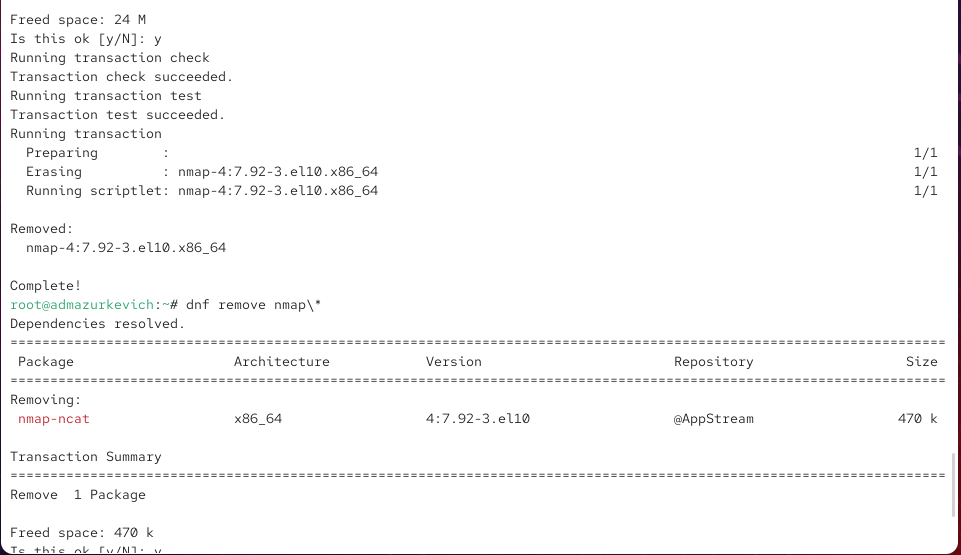 Freed space: 24 M
Is this ok [y/N]: y
Running transaction check
Transaction check succeeded.
Running transaction test
Transaction test succeeded.
Running transaction
  Preparing        :                                                                                             1/1
  Erasing          : nmap-4:7.92-3.el10.x86_64                                                                   1/1
  Running scriptlet: nmap-4:7.92-3.el10.x86_64                                                                   1/1

Removed:
  nmap-4:7.92-3.el10.x86_64

Complete!
root@admazurkevich:~# dnf remove nmap\*
Dependencies resolved.
=====================================================================================================================
 Package                    Architecture            Version                        Repository                   Size
=====================================================================================================================
Removing:
 nmap-ncat                  x86_64                  4:7.92-3.el10                  @AppStream                  470 k

Transaction Summary
=====================================================================================================================
Remove  1 Package

Freed space: 470 k
Is this ok [y/N]: y